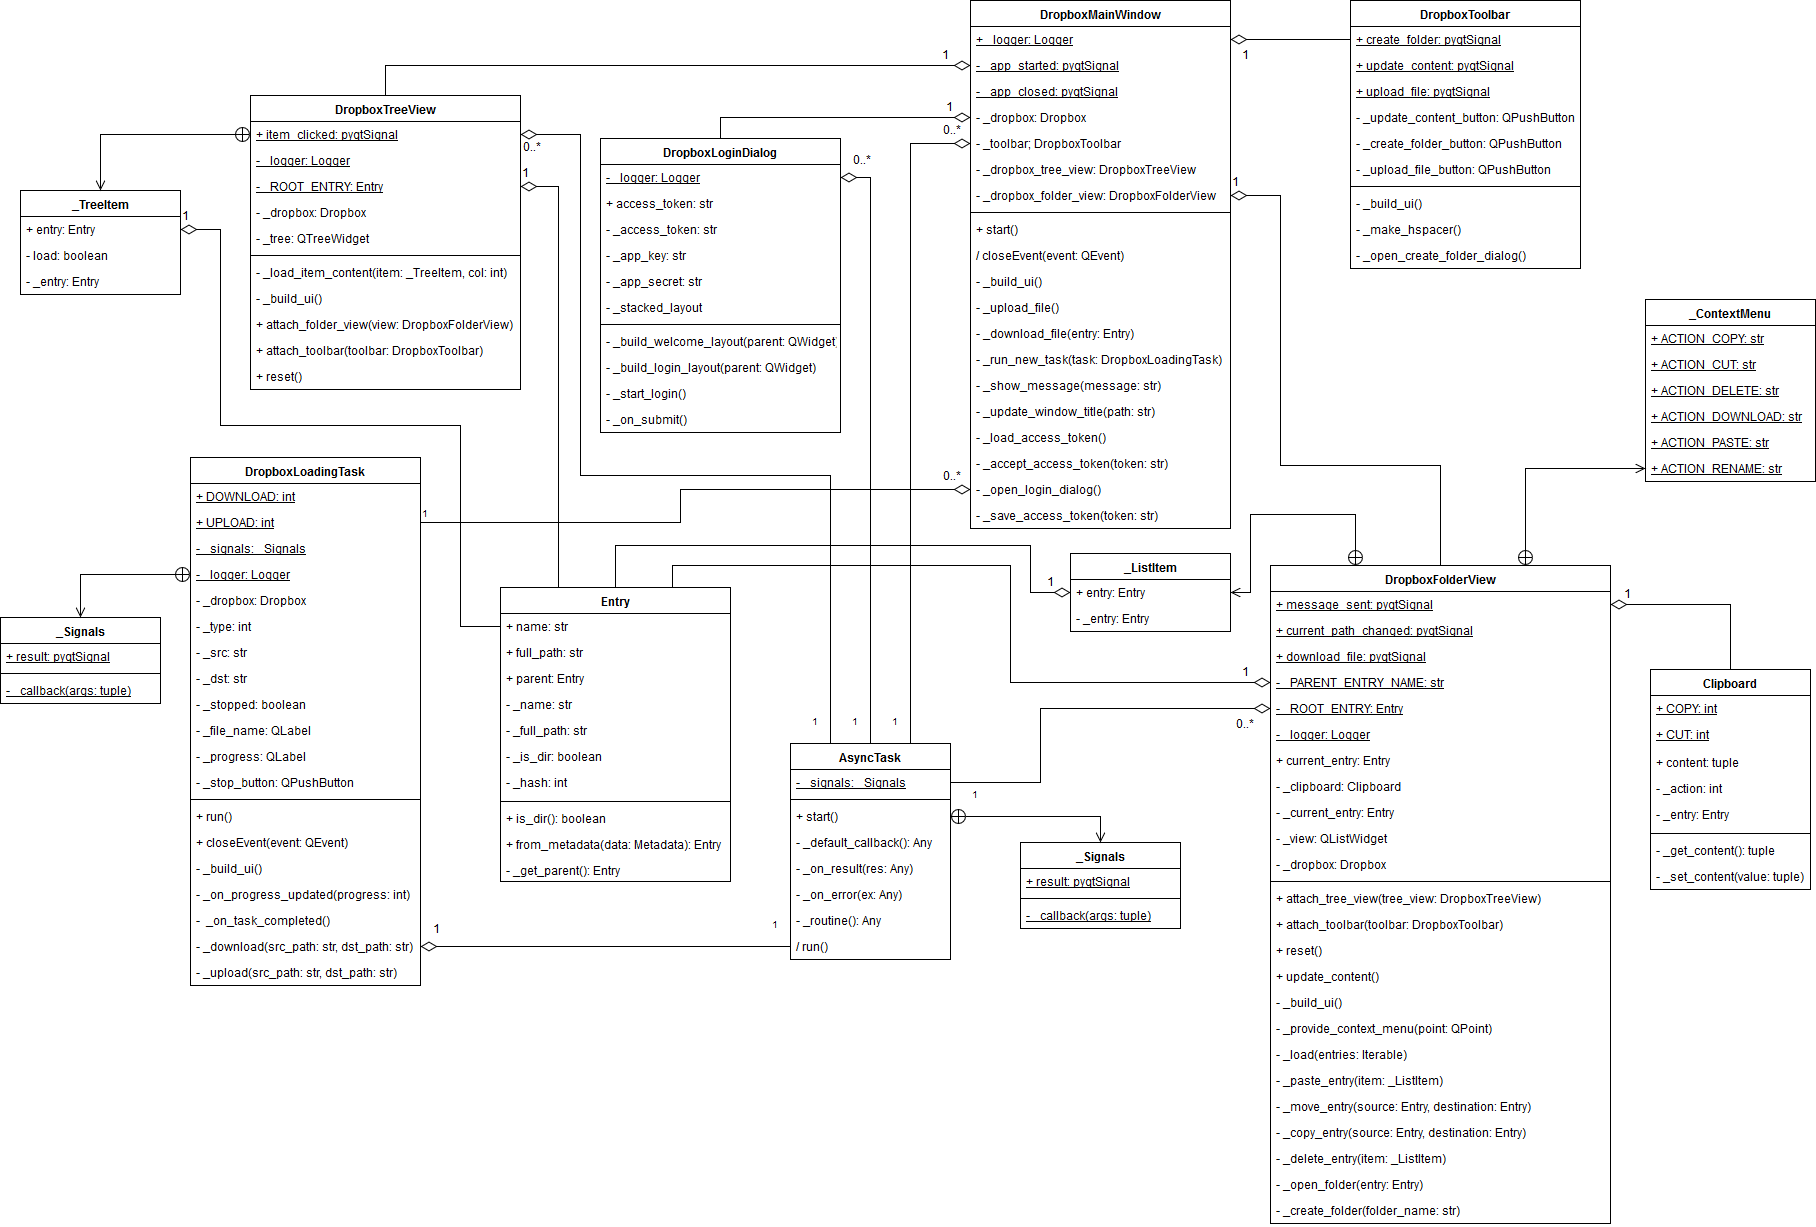 DropboxMainWindow
+ _logger: Logger
- _app_started: pyqtSignal
- _app_closed: pyqtSignal
- _dropbox: Dropbox
- _toolbar; DropboxToolbar
- _dropbox_tree_view: DropboxTreeView
- _dropbox_folder_view: DropboxFolderView
+ start()
/ closeEvent(event: QEvent)
- _build_ui()
- _upload_file()
- _download_file(entry: Entry)
- _run_new_task(task: DropboxLoadingTask)
- _show_message(message: str)
- _update_window_title(path: str)
- _load_access_token()
- _accept_access_token(token: str)
- _open_login_dialog()
- _save_access_token(token: str)
1
1
1
0..*
1
0..*
DropboxToolbar
+ create_folder: pyqtSignal
+ update_content: pyqtSignal
+ upload_file: pyqtSignal
- _update_content_button: QPushButton
- _create_folder_button: QPushButton
- _upload_file_button: QPushButton
- _build_ui()
- _make_hspacer()
- _open_create_folder_dialog()
DropboxTreeView
+ item_clicked: pyqtSignal
- _logger: Logger
- _ROOT_ENTRY: Entry
- _dropbox: Dropbox
- _tree: QTreeWidget
- _load_item_content(item: _TreeItem, col: int)
- _build_ui()
+ attach_folder_view(view: DropboxFolderView)
+ attach_toolbar(toolbar: DropboxToolbar)
+ reset()
0..*
1
DropboxLoginDialog
- _logger: Logger
+ access_token: str
- _access_token: str
- _app_key: str
- _app_secret: str
- _stacked_layout
- _build_welcome_layout(parent: QWidget)
- _build_login_layout(parent: QWidget)
- _start_login()
- _on_submit()
0..*
_TreeItem
+ entry: Entry
- load: boolean
- _entry: Entry
1
_ContextMenu
+ ACTION_COPY: str
+ ACTION_CUT: str
+ ACTION_DELETE: str
+ ACTION_DOWNLOAD: str
+ ACTION_PASTE: str
+ ACTION_RENAME: str
DropboxLoadingTask
+ DOWNLOAD: int
+ UPLOAD: int
- _signals: _Signals
- _logger: Logger
- _dropbox: Dropbox
- _type: int
- _src: str
- _dst: str
- _stopped: boolean
- _file_name: QLabel
- _progress: QLabel
- _stop_button: QPushButton
+ run()
+ closeEvent(event: QEvent)
- _build_ui()
- _on_progress_updated(progress: int)
- _on_task_completed()
- _download(src_path: str, dst_path: str)
- _upload(src_path: str, dst_path: str)
1
1
_Signals
+ result: pyqtSignal
- _callback(args: tuple)
Entry
+ name: str
+ full_path: str
+ parent: Entry
- _name: str
- _full_path: str
- _is_dir: boolean
- _hash: int
+ is_dir(): boolean
+ from_metadata(data: Metadata): Entry
- _get_parent(): Entry
_ListItem
+ entry: Entry
- _entry: Entry
1
AsyncTask
- _signals: _Signals
+ start()
- _default_callback(): Any
- _on_result(res: Any)
- _on_error(ex: Any)
- _routine(): Any
/ run()
1
1
1
1
1
_Signals
+ result: pyqtSignal
- _callback(args: tuple)
DropboxFolderView
+ message_sent: pyqtSignal
+ current_path_changed: pyqtSignal
+ download_file: pyqtSignal
- _PARENT_ENTRY_NAME: str
- _ROOT_ENTRY: Entry
- _logger: Logger
+ current_entry: Entry
- _clipboard: Clipboard
- _current_entry: Entry
- _view: QListWidget
- _dropbox: Dropbox
+ attach_tree_view(tree_view: DropboxTreeView)
+ attach_toolbar(toolbar: DropboxToolbar)
+ reset()
+ update_content()
- _build_ui()
- _provide_context_menu(point: QPoint)
- _load(entries: Iterable)
- _paste_entry(item: _ListItem)
- _move_entry(source: Entry, destination: Entry)
- _copy_entry(source: Entry, destination: Entry)
- _delete_entry(item: _ListItem)
- _open_folder(entry: Entry)
- _create_folder(folder_name: str)
1
0..*
1
Clipboard
+ COPY: int
+ CUT: int
+ content: tuple
- _action: int
- _entry: Entry
- _get_content(): tuple
- _set_content(value: tuple)